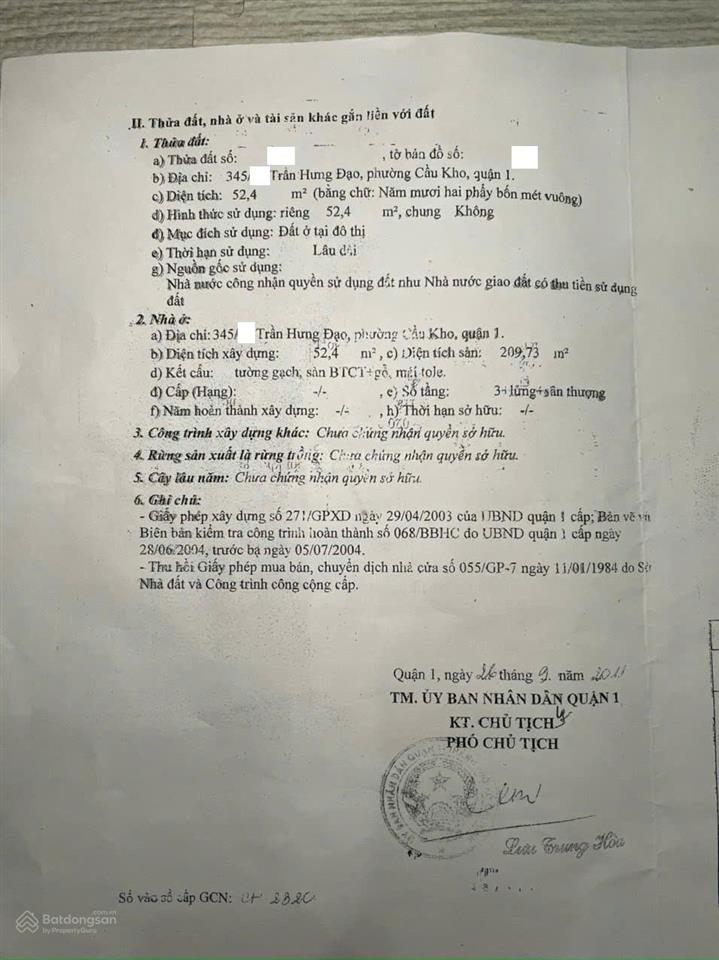 II. Thửa đất, nhà ở và tài sản khác gắn liền với đất
1. Thửa đất:
a) Thửa đất số: , tờ bản đồ số:
b) Địa chỉ: 345/ Trần Hưng Đạo, phường Cầu Kho, quận 1.
c) Diện tích: 52,4 m² (bằng chữ: Năm mươi hai phẩy bốn mét vuông)
d) Hình thức sử dụng: riêng 52,4 m², chung Không
đ) Mục đích sử dụng: Đất ở tại đô thị
e) Thời hạn sử dụng: Lâu dài
g) Nguồn gốc sử dụng:
Nhà nước công nhận quyền sử dụng đất như Nhà nước giao đất có thu tiền sử dụng
đất
2. Nhà ở:
a) Địa chỉ: 345/ Trần Hưng Đạo, phường Cầu Kho, quận 1.
b) Diện tích xây dựng: 52,4 m², c) Diện tích sàn: 209,73 m²
d) Kết cấu: tường gạch, sàn BTCT+gỗ, mái tole.
đ) Cấp (Hạng): -/- , e) Số tầng: 3+lửng+sân thượng
f) Năm hoàn thành xây dựng: -/- , h) Thời hạn sở hữu: -/-
3. Công trình xây dựng khác: Chưa chứng nhận quyền sở hữu.
4. Rừng sản xuất là rừng trồng: Chưa chứng nhận quyền sở hữu.
5. Cây lâu năm: Chưa chứng nhận quyền sở hữu.
6. Ghi chú:
- Giấy phép xây dựng số 271/GPXD ngày 29/04/2003 của UBND quận 1 cấp; Bản vẽ và
Biên bản kiểm tra công trình hoàn thành số 068/BBHC do UBND quận 1 cấp ngày
28/06/2004, trước bạ ngày 05/07/2004.
- Thu hồi Giấy phép mua bán, chuyển dịch nhà cửa số 055/GP-7 ngày 11/01/1984 do Sở
Nhà đất và Công trình công cộng cấp.
Quận 1, ngày tháng 9 năm 2011
TM. ỦY BAN NHÂN DÂN QUẬN 1
KT. CHỦ TỊCH
PHÓ CHỦ TỊCH
ỦY BAN NHÂN DÂN QUẬN
Lưu Trung Hòa
Số vào sổ cấp GCN: 2320
Batdongsan.com.vn
by PropertyGuru